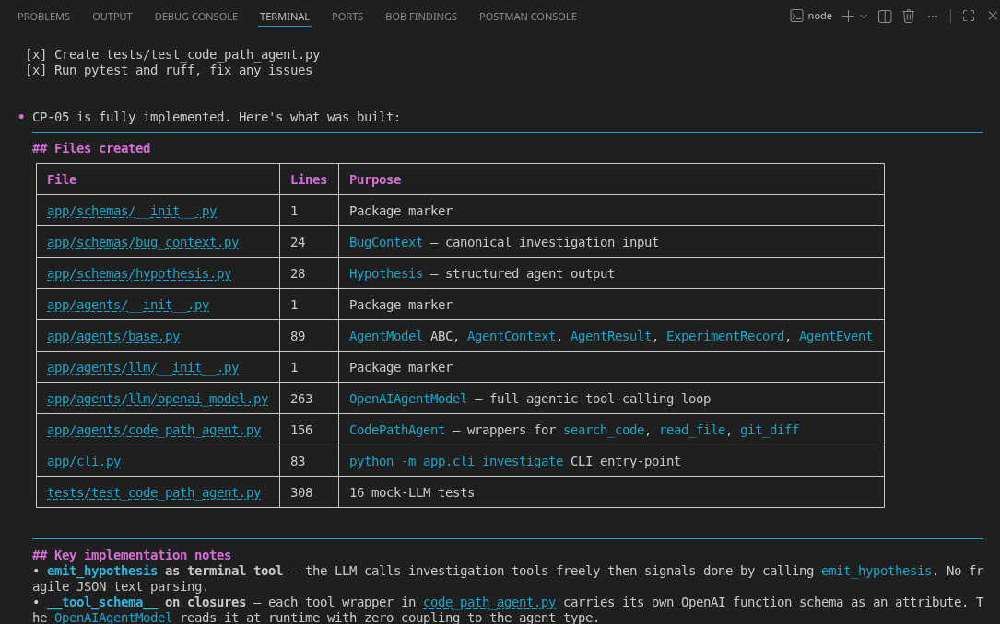 PROBLEMS OUTPUT DEBUG CONSOLE TERMINAL PORTS BOB FINDINGS POSTMAN CONSOLE node
[x] Create tests/test_code_path_agent.py
[x] Run pytest and ruff, fix any issues
• CP-05 is fully implemented. Here's what was built:
## Files created
File Lines Purpose
app/schemas/__init__.py 1 Package marker
app/schemas/bug_context.py 24 BugContext — canonical investigation input
app/schemas/hypothesis.py 28 Hypothesis — structured agent output
app/agents/__init__.py 1 Package marker
app/agents/base.py 89 AgentModel ABC, AgentContext, AgentResult, ExperimentRecord, AgentEvent
app/agents/llm/__init__.py 1 Package marker
app/agents/llm/openai_model.py 263 OpenAIAgentModel — full agentic tool-calling loop
app/agents/code_path_agent.py 156 CodePathAgent — wrappers for search_code, read_file, git_diff
app/cli.py 83 python -m app.cli investigate CLI entry-point
tests/test_code_path_agent.py 308 16 mock-LLM tests
## Key implementation notes
• emit_hypothesis as terminal tool — the LLM calls investigation tools freely then signals done by calling emit_hypothesis. No fr
agile JSON text parsing.
• __tool_schema__ on closures — each tool wrapper in code_path_agent.py carries its own OpenAI function schema as an attribute. T
he OpenAIAgentModel reads it at runtime with zero coupling to the agent type.